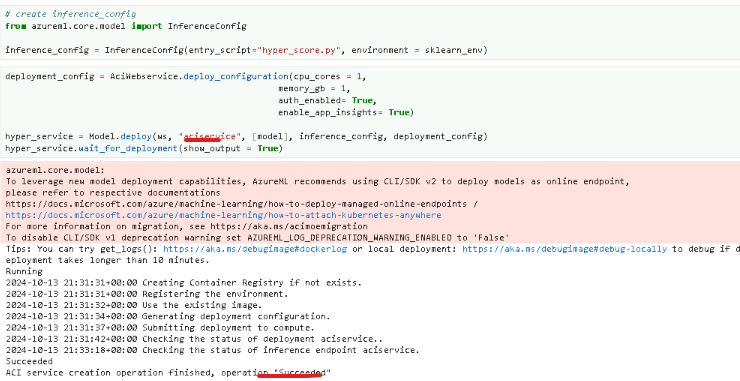 # create inference_config
from azureml.core.model import InferenceConfig
inference_config = InferenceConfig(entry_script="hyper_score.py", environment = sklearn_env)
deployment_config = AciWebservice.deploy_configuration(cpu_cores = 1,
memory_gb = 1,
auth_enabled= True,
enable_app_insights= True)
hyper_service = Model.deploy(ws, "aciservice", [model], inference_config, deployment_config)
hyper_service.wait_for_deployment(show_output = True)
azureml.core.model:
To leverage new model deployment capabilities, AzureML recommends using CLI/SDK v2 to deploy models as online endpoint,
please refer to respective documentations
https://docs.microsoft.com/azure/machine-learning/how-to-deploy-managed-online-endpoints /
https://docs.microsoft.com/azure/machine-learning/how-to-attach-kubernetes-anywhere
For more information on migration, see https://aka.ms/acimoemigration
To disable CLI/SDK v1 deprecation warning set AZUREML_LOG_DEPRECATION_WARNING_ENABLED to 'False'
Tips: You can try get_logs(): https://aka.ms/debugimage#dockerlog or local deployment: https://aka.ms/debugimage#debug-locally to debug if d
eployment takes longer than 10 minutes.
Running
2024-10-13 21:31:31+00:00 Creating Container Registry if not exists.
2024-10-13 21:31:31+00:00 Registering the environment.
2024-10-13 21:31:32+00:00 Use the existing image.
2024-10-13 21:31:34+00:00 Generating deployment configuration.
2024-10-13 21:31:37+00:00 Submitting deployment to compute.
2024-10-13 21:31:42+00:00 Checking the status of deployment aciservice..
2024-10-13 21:33:18+00:00 Checking the status of inference endpoint aciservice.
Succeeded
ACI service creation operation finished, operation "Succeeded"